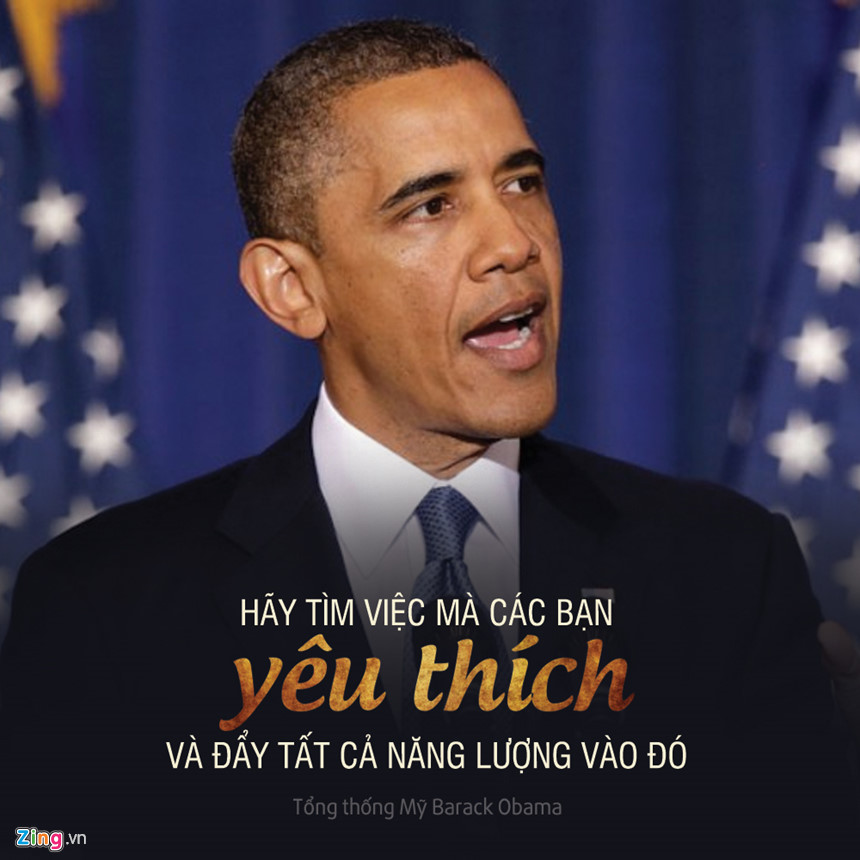 HÃY TÌM VIỆC MÀ CÁC BẠN
yêu thích
VÀ ĐẨY TẤT CẢ NĂNG LƯỢNG VÀO ĐÓ
Tổng thống Mỹ Barack Obama
Zing.vn